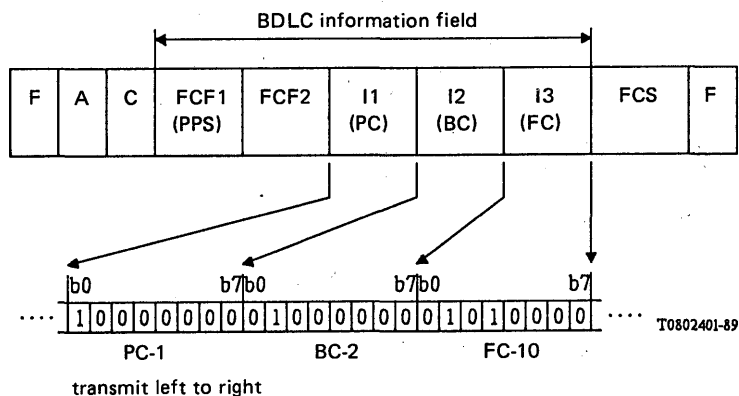 BDLC information field
F A C FCF1 (PPS) FCF2 I1 (PC) I2 (BC) I3 (FC) FCS F
b0 b7 b0 b7 b0 b7
.... 1 0 0 0 0 0 0 0 0 1 0 0 0 0 0 0 0 1 0 1 0 0 0 0 ....
T0802401-89
PC-1 BC-2 FC-10
transmit left to right